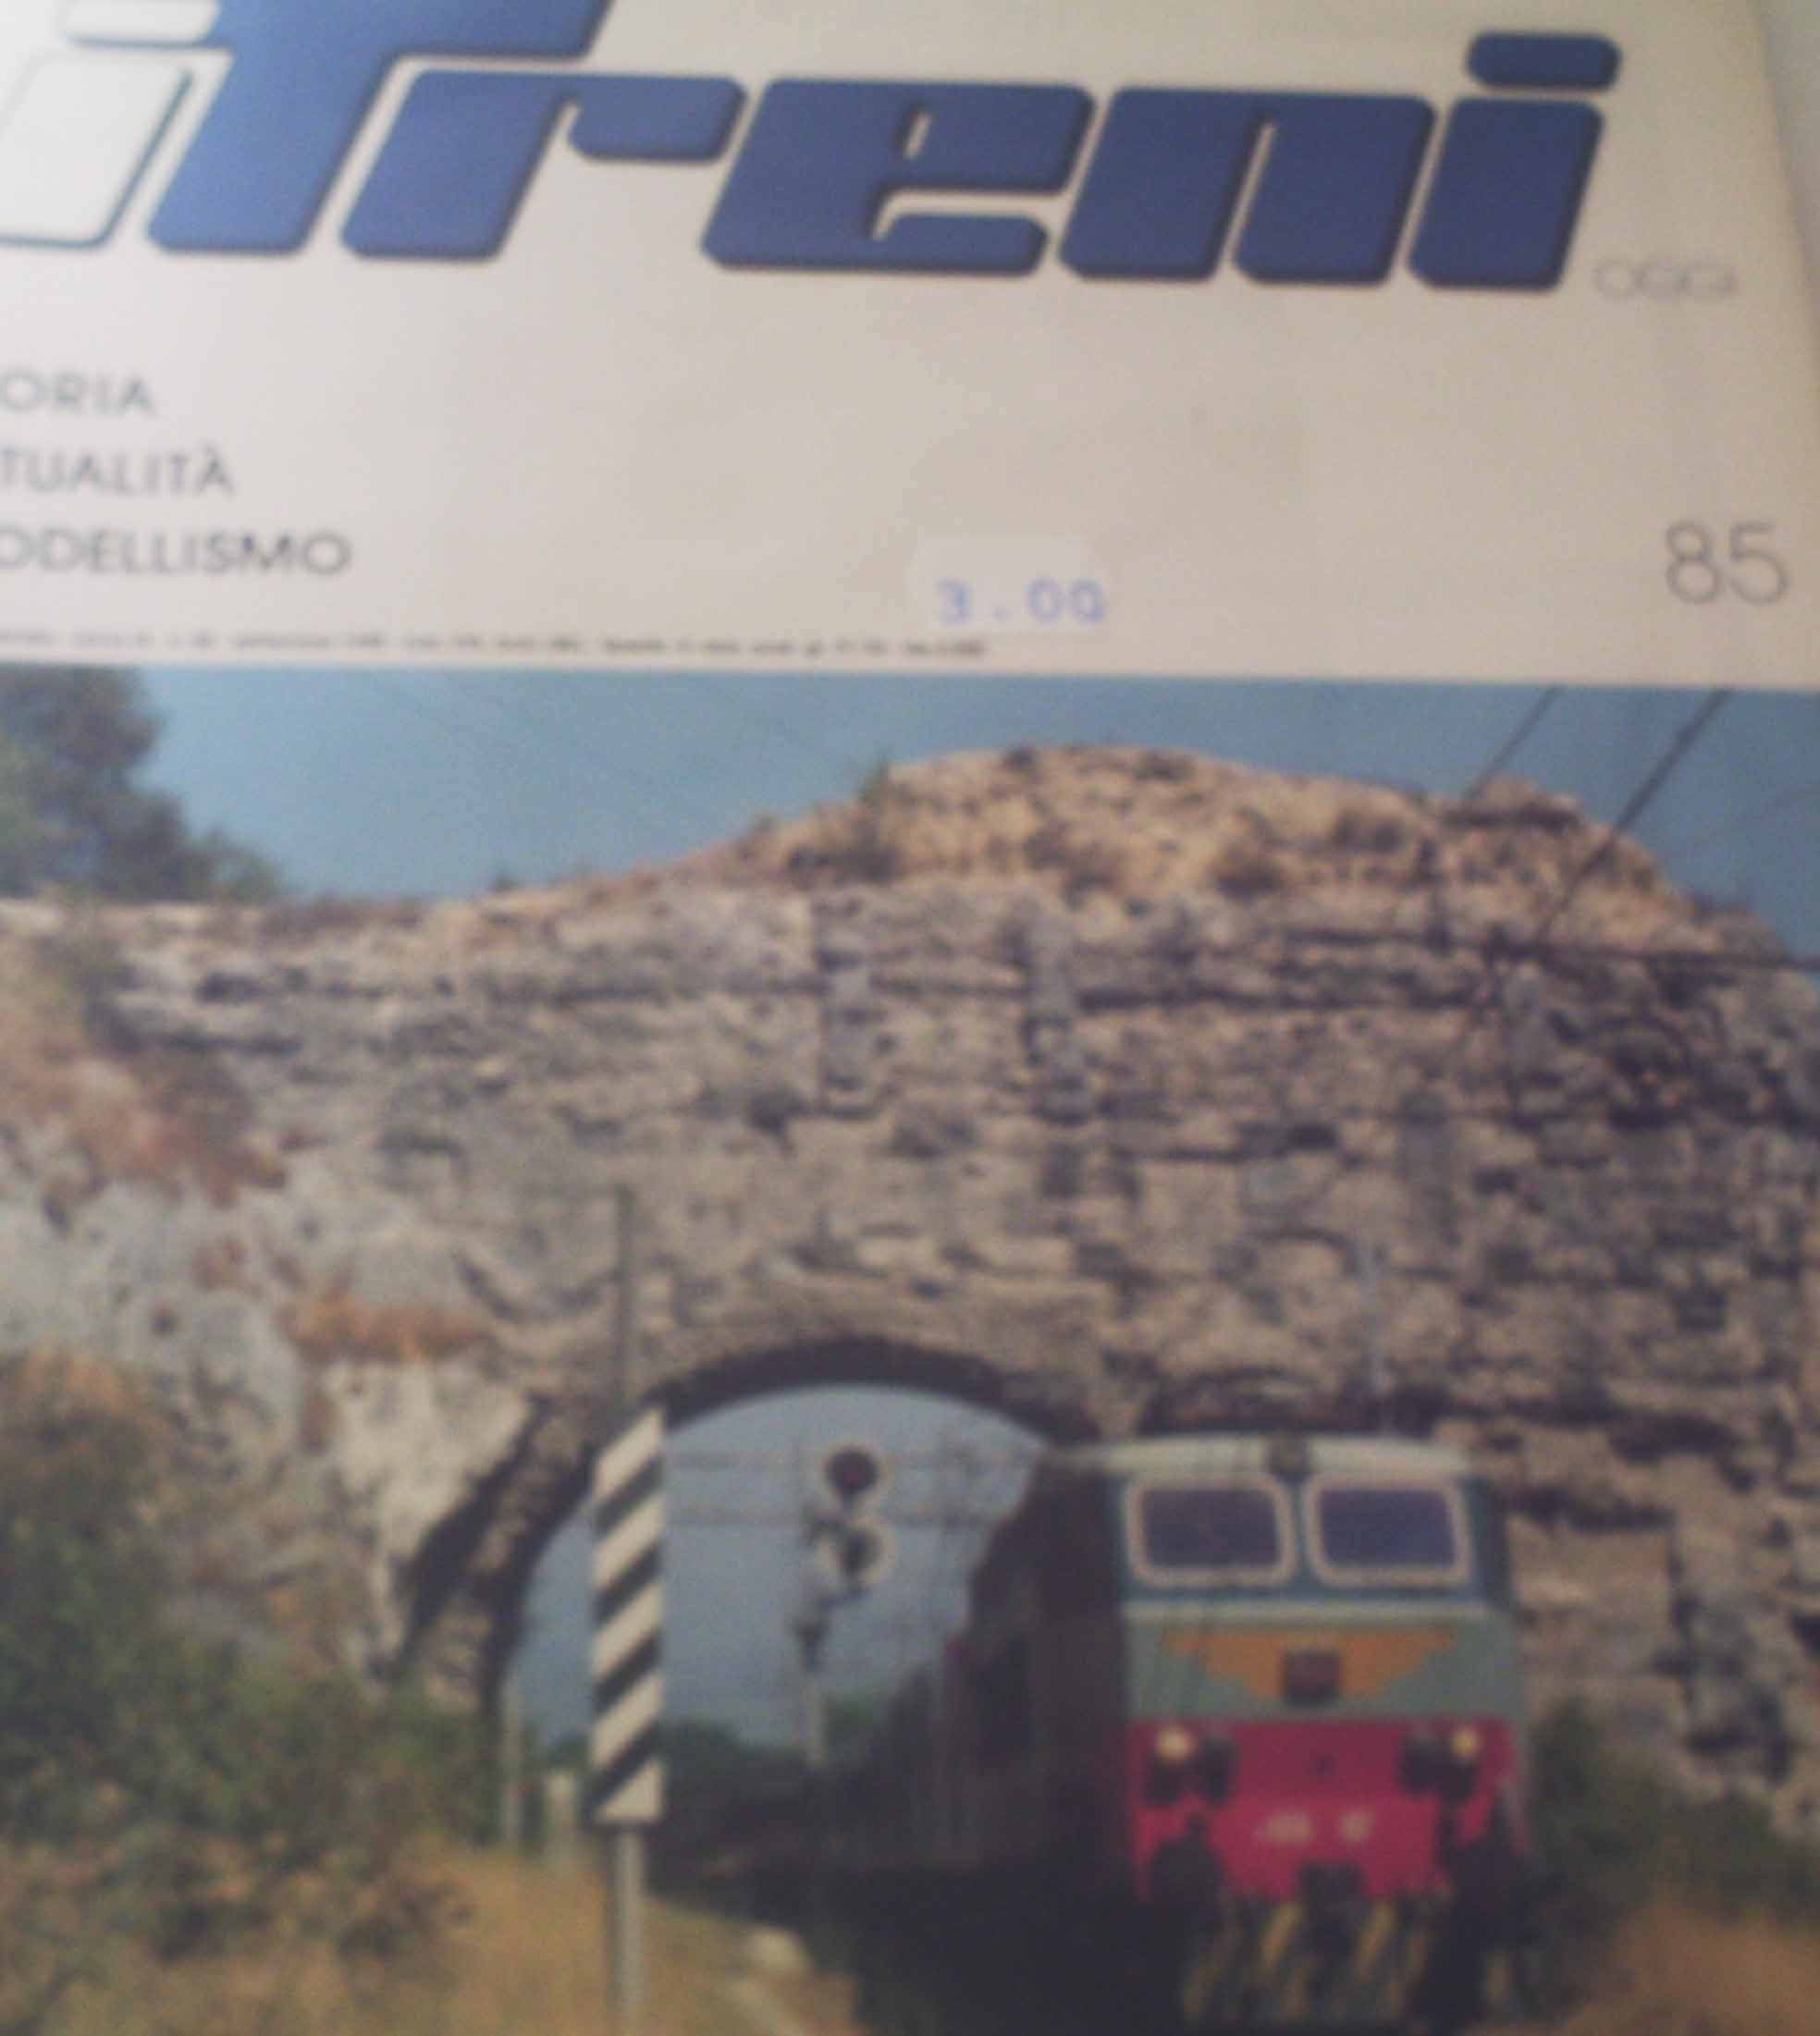 iTreni
OGGI
ORIA
TUALITÀ
ODELLISMO
85
3.00